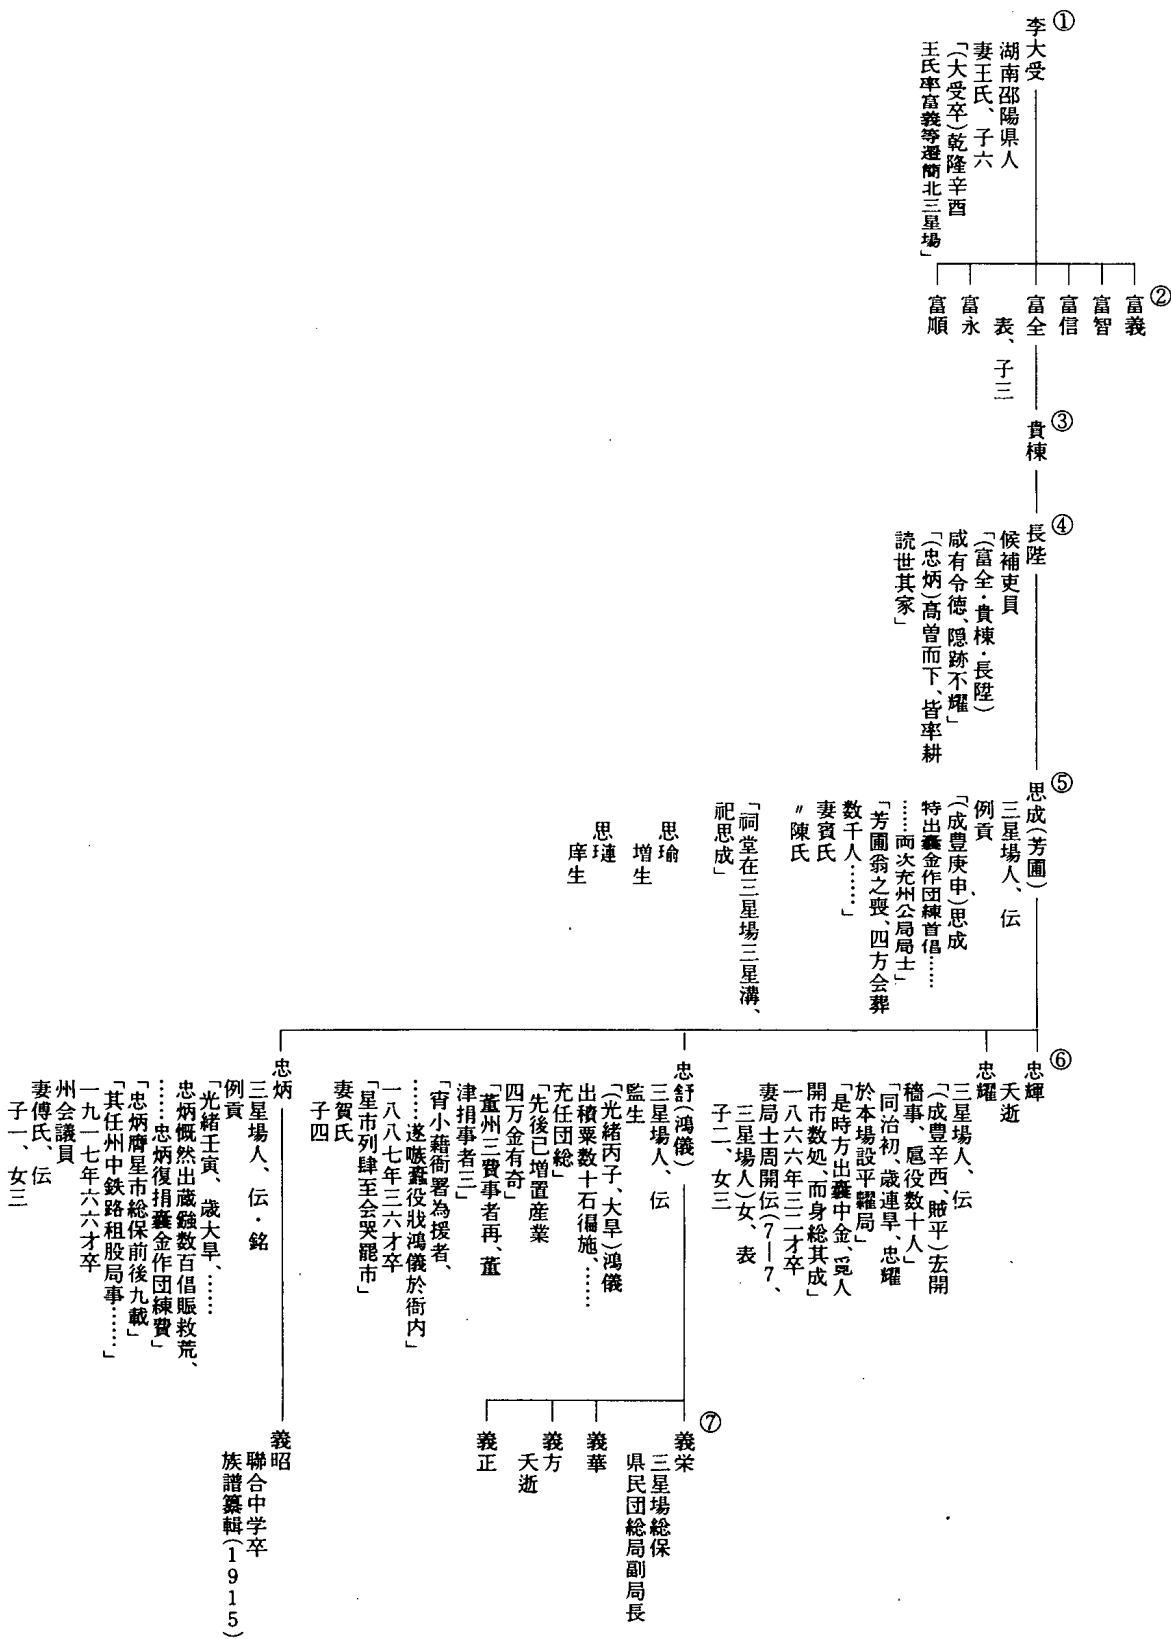 ①
李大受
湖南邵陽県人
妻王氏、子六
「(大受卒)乾隆辛酉
王氏率富義等遷簡北三星場」
②
富義
富智
富信
富全
表、子三
富永
富順
③
貴棟
④
長陞
候補吏員
「(富全・貴棟・長陞)
咸有令徳、隠跡不耀」
「(忠炳)高曽而下、皆率耕
読世其家」
⑤
思成(芳圃)
三星場人、伝
例貢
「(咸豊庚申)思成
特出嚢金作団練首倡……
……両次充州公局局士」
「芳圃翁之喪、四方会葬
数千人……」
妻賓氏
〃陳氏
「祠堂在三星場三星溝、
祀思成」
思瑜
増生
思璉
庠生
⑥
忠輝
夭逝
忠耀
三星場人、伝
「(咸豊辛酉、賊平)宏開
穡事、扈役数十人」
「同治初、歳連旱、忠耀
於本場設平糶局」
「是時方出嚢中金、覓人
開市数処、而身総其成」
一八六六年三二才卒
妻局士周開伝(7―7、
三星場人)女、表
子二、女三
忠舒(鴻儀)
三星場人、伝
監生
「(光緒丙子、大旱)鴻儀
出積粟数十石徧施、……
充任団総」
「先後已増置産業
四万金有奇」
「董州三費事者再、董
津捐事者三」
「宵小藉衙署為援者、
……遂嗾蠹役戕鴻儀於衙内」
一八八七年三六才卒
「星市列肆至会哭罷市」
妻賀氏
子四
忠炳
三星場人、伝・銘
例貢
「光緒壬寅、歳大旱、……
忠炳慨然出蔵鏹数百倡賑救荒、
……忠炳復捐嚢金作団練費」
「忠炳膺星市総保前後九載」
「其任州中鉄路租股局事……」
一九一七年六六才卒
州会議員
妻傅氏、伝
子一、女三
⑦
義栄
三星場総保
県民団総局副局長
義華
義方
夭逝
義正
義昭
聯合中学卒
族譜纂輯(1915)